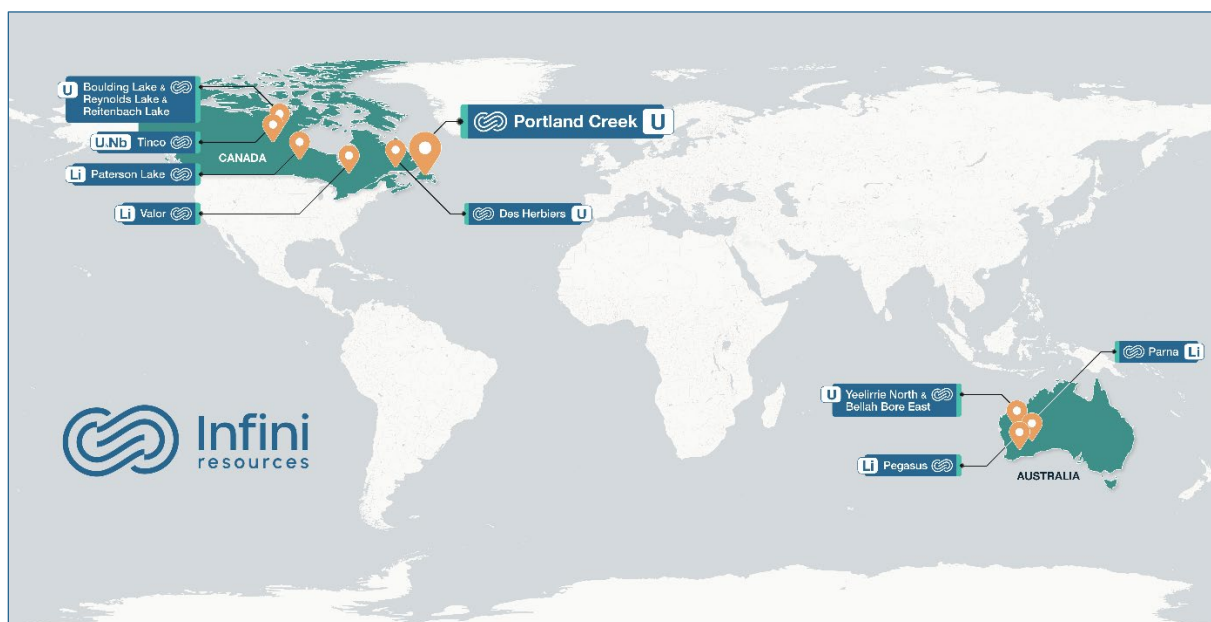 U Boulding Lake &
Reynolds Lake &
Reitenbach Lake
U,Nb Tinco
CANADA
Li Paterson Lake
Li Valor
Portland Creek U
Des Herbiers U
Parna Li
U Yeelirrie North &
Bellah Bore East
Li Pegasus
AUSTRALIA
Infini
resources